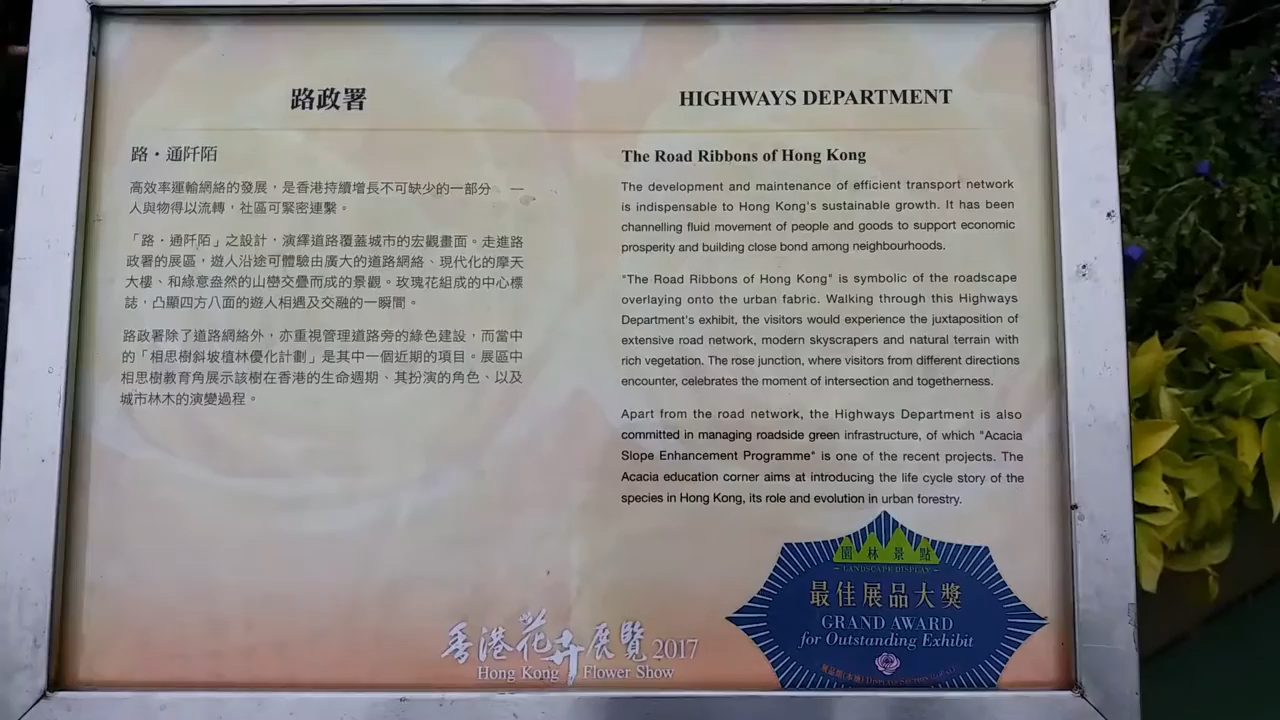 路政署
路・通阡陌
高效率運輸網絡的發展，是香港持續增長不可缺少的一部分 一
人與物得以流轉，社區可緊密連繫。
「路・通阡陌」之設計，演繹道路覆蓋城市的宏觀畫面。走進路
政署的展區，遊人沿途可體驗由廣大的道路網絡、現代化的摩天
大樓、和綠意盎然的山巒交疊而成的景觀。玫瑰花組成的中心標
誌，凸顯四方八面的遊人相遇及交融的一瞬間。
路政署除了道路網絡外，亦重視管理道路旁的綠色建設，而當中
的「相思樹斜坡植林優化計劃」是其中一個近期的項目。展區中
相思樹教育角展示該樹在香港的生命週期、其扮演的角色、以及
城市林木的演變過程。
HIGHWAYS DEPARTMENT
The Road Ribbons of Hong Kong
The development and maintenance of efficient transport network
is indispensable to Hong Kong's sustainable growth. It has been
channelling fluid movement of people and goods to support economic
prosperity and building close bond among neighbourhoods.
"The Road Ribbons of Hong Kong" is symbolic of the roadscape
overlaying onto the urban fabric. Walking through this Highways
Department's exhibit, the visitors would experience the juxtaposition of
extensive road network, modern skyscrapers and natural terrain with
rich vegetation. The rose junction, where visitors from different directions
encounter, celebrates the moment of intersection and togetherness.
Apart from the road network, the Highways Department is also
committed in managing roadside green infrastructure, of which "Acacia
Slope Enhancement Programme" is one of the recent projects. The
Acacia education corner aims at introducing the life cycle story of the
species in Hong Kong, its role and evolution in urban forestry.
香港花卉展覽 2017
Hong Kong Flower Show
園林景點
LANDSCAPE DISPLAY
最佳展品大獎
GRAND AWARD
for Outstanding Exhibit